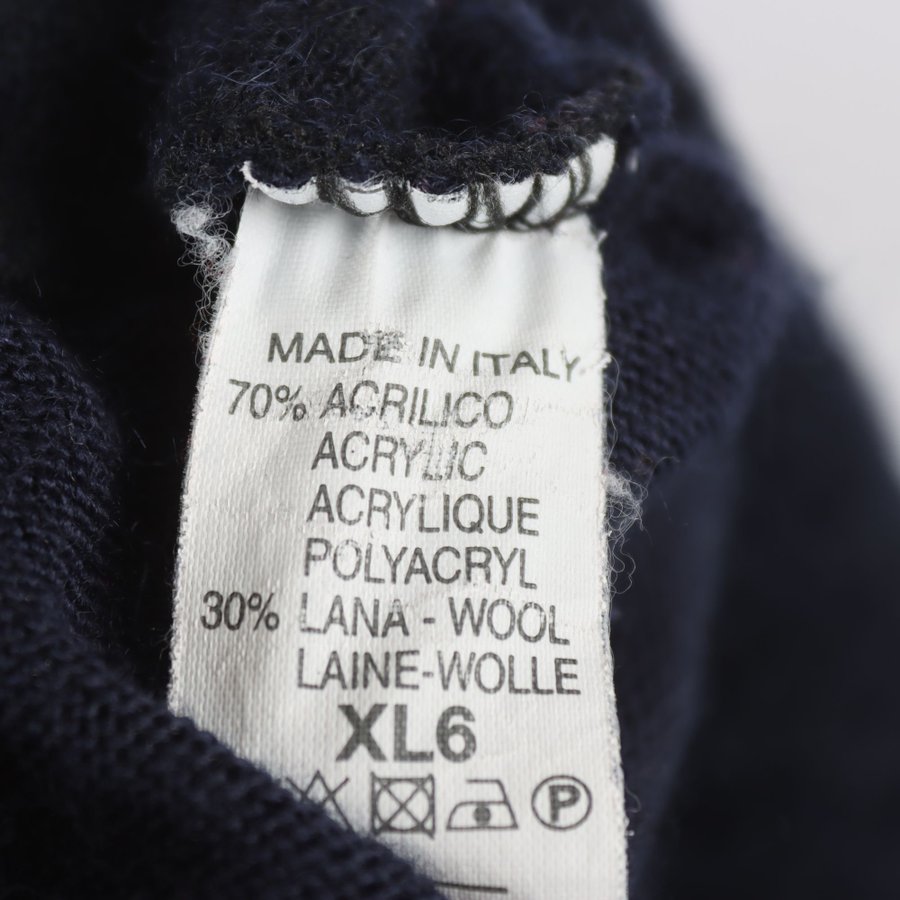 MADE IN ITALY
70% ACRILICO
ACRYLIC
ACRYLIQUE
POLYACRYL
30% LANA - WOOL
LAINE-WOLLE
XL6
P